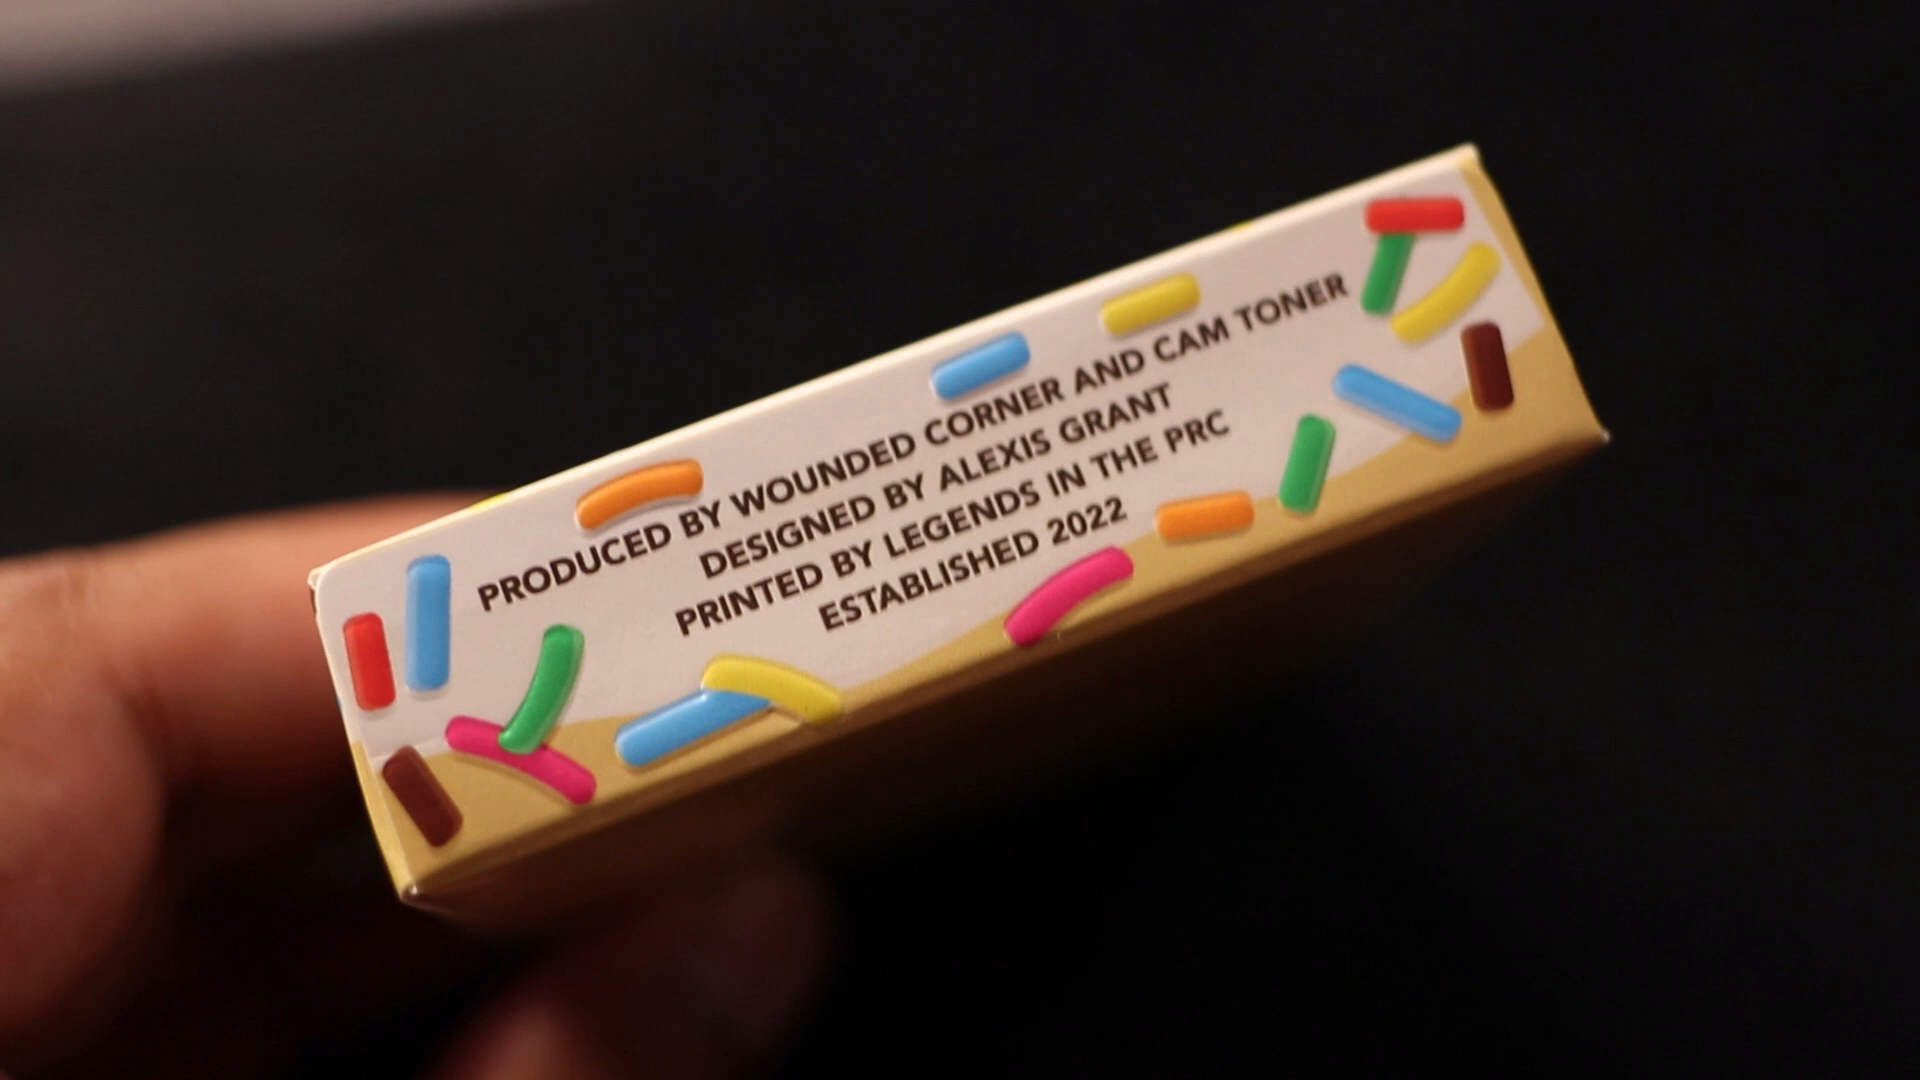 PRODUCED BY WOUNDED CORNER AND CAM TONER
DESIGNED BY ALEXIS GRANT
PRINTED BY LEGENDS IN THE PRC
ESTABLISHED 2022